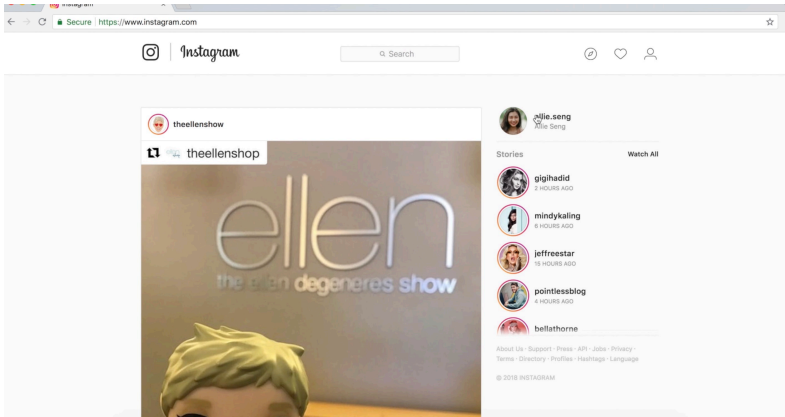 Instagram
Secure https://www.instagram.com
Instagram
Search
theellenshow
theellenshop
ellen
the ellen degeneres show
allie.seng
Allie Seng
Stories Watch All
gigihadid
2 HOURS AGO
mindykaling
6 HOURS AGO
jeffreestar
15 HOURS AGO
pointlessblog
4 HOURS AGO
bellathorne
About Us · Support · Press · API · Jobs · Privacy ·
Terms · Directory · Profiles · Hashtags · Language
© 2018 INSTAGRAM